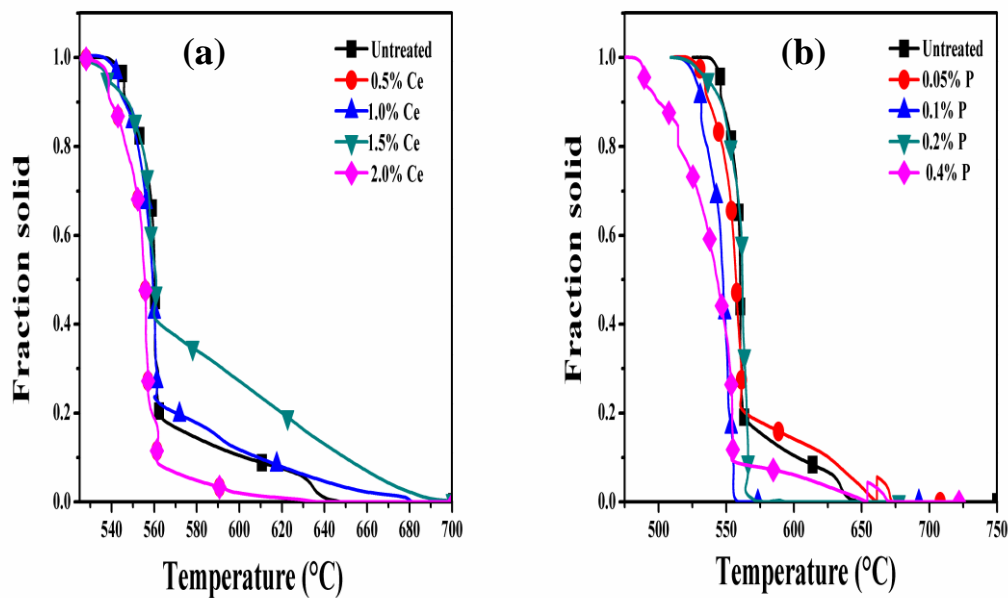 (a)
Untreated
0.5% Ce
1.0% Ce
1.5% Ce
2.0% Ce
1.0
0.8
0.6
0.4
0.2
0.0
Fraction solid
540 560 580 600 620 640 660 680 700
Temperature (°C)
(b)
Untreated
0.05% P
0.1% P
0.2% P
0.4% P
1.0
0.8
0.6
0.4
0.2
0.0
Fraction solid
500 550 600 650 700 750
Temperature (°C)